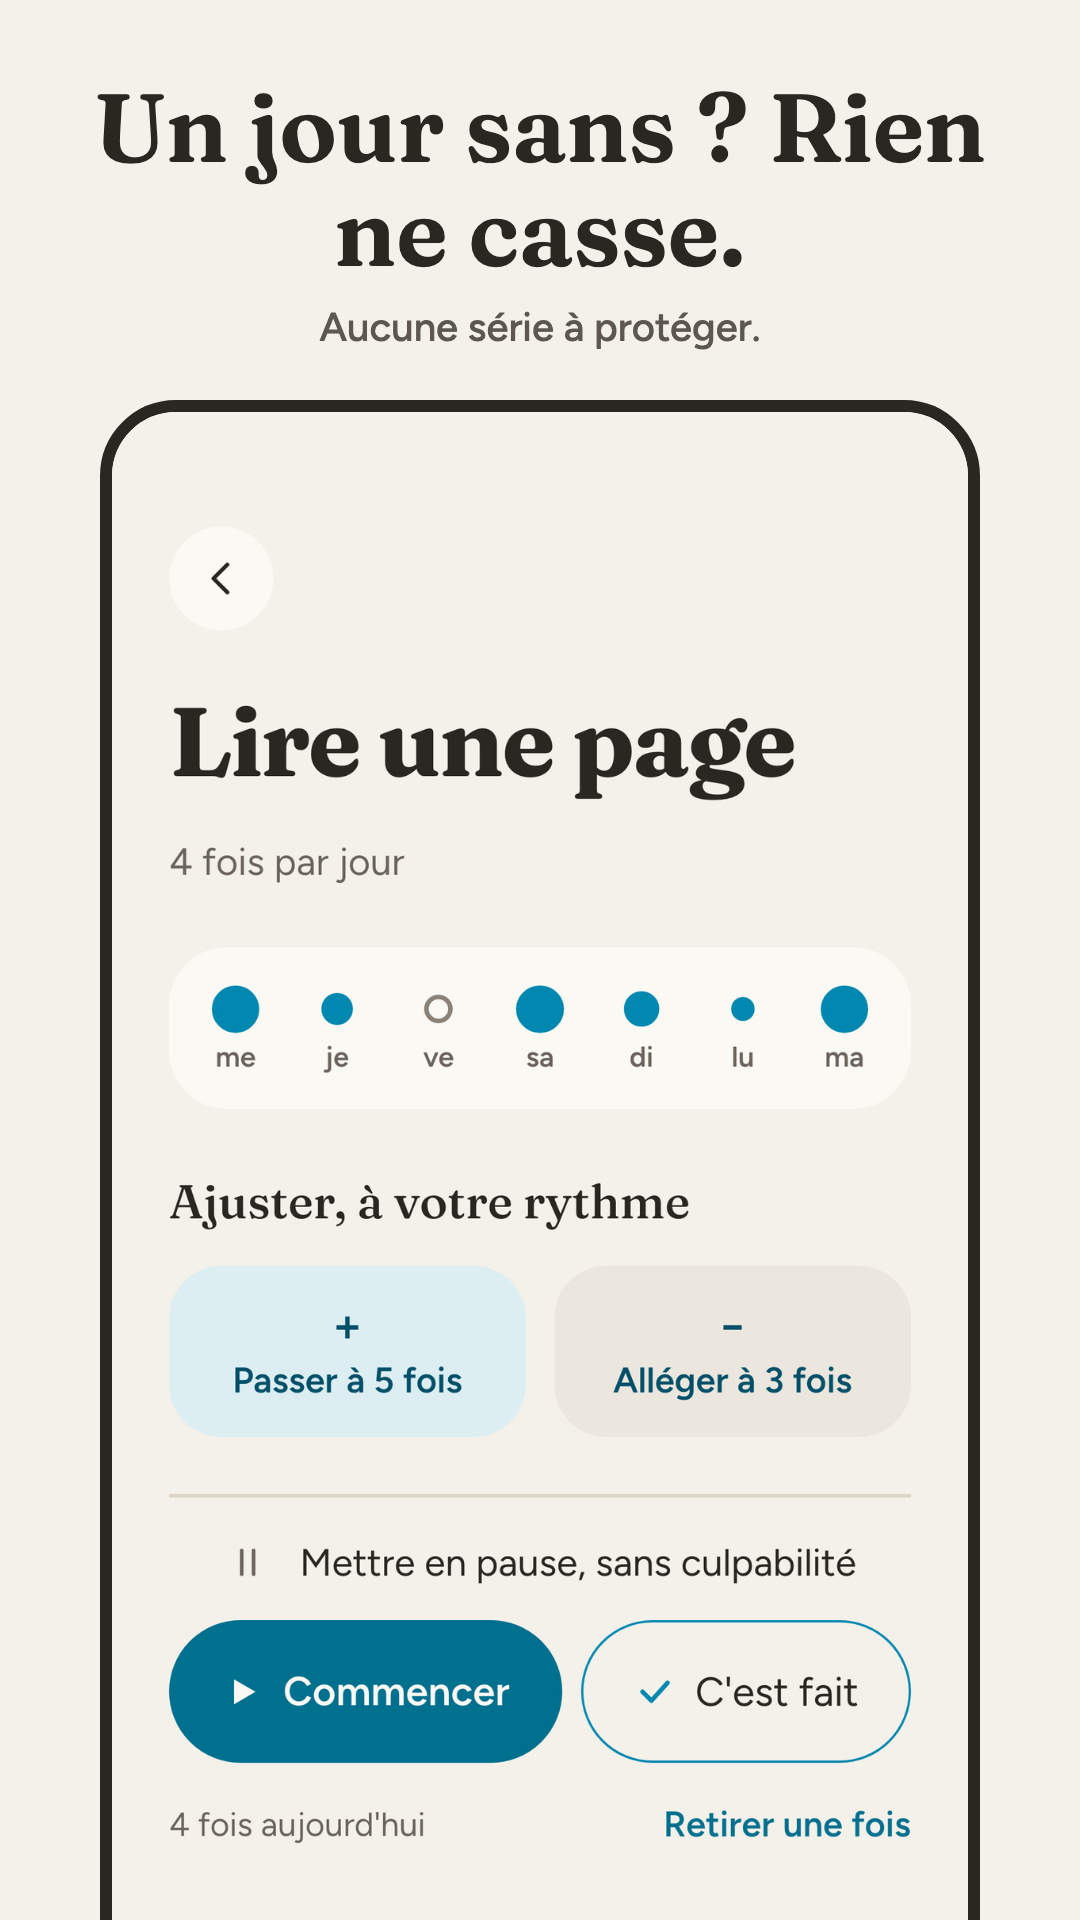 Un jour sans ? Rien
ne casse.
Aucune série à protéger.
Lire une page
4 fois par jour
me je ve sa di lu ma
Ajuster, à votre rythme
+ −
Passer à 5 fois Alléger à 3 fois
Mettre en pause, sans culpabilité
Commencer C'est fait
4 fois aujourd'hui Retirer une fois